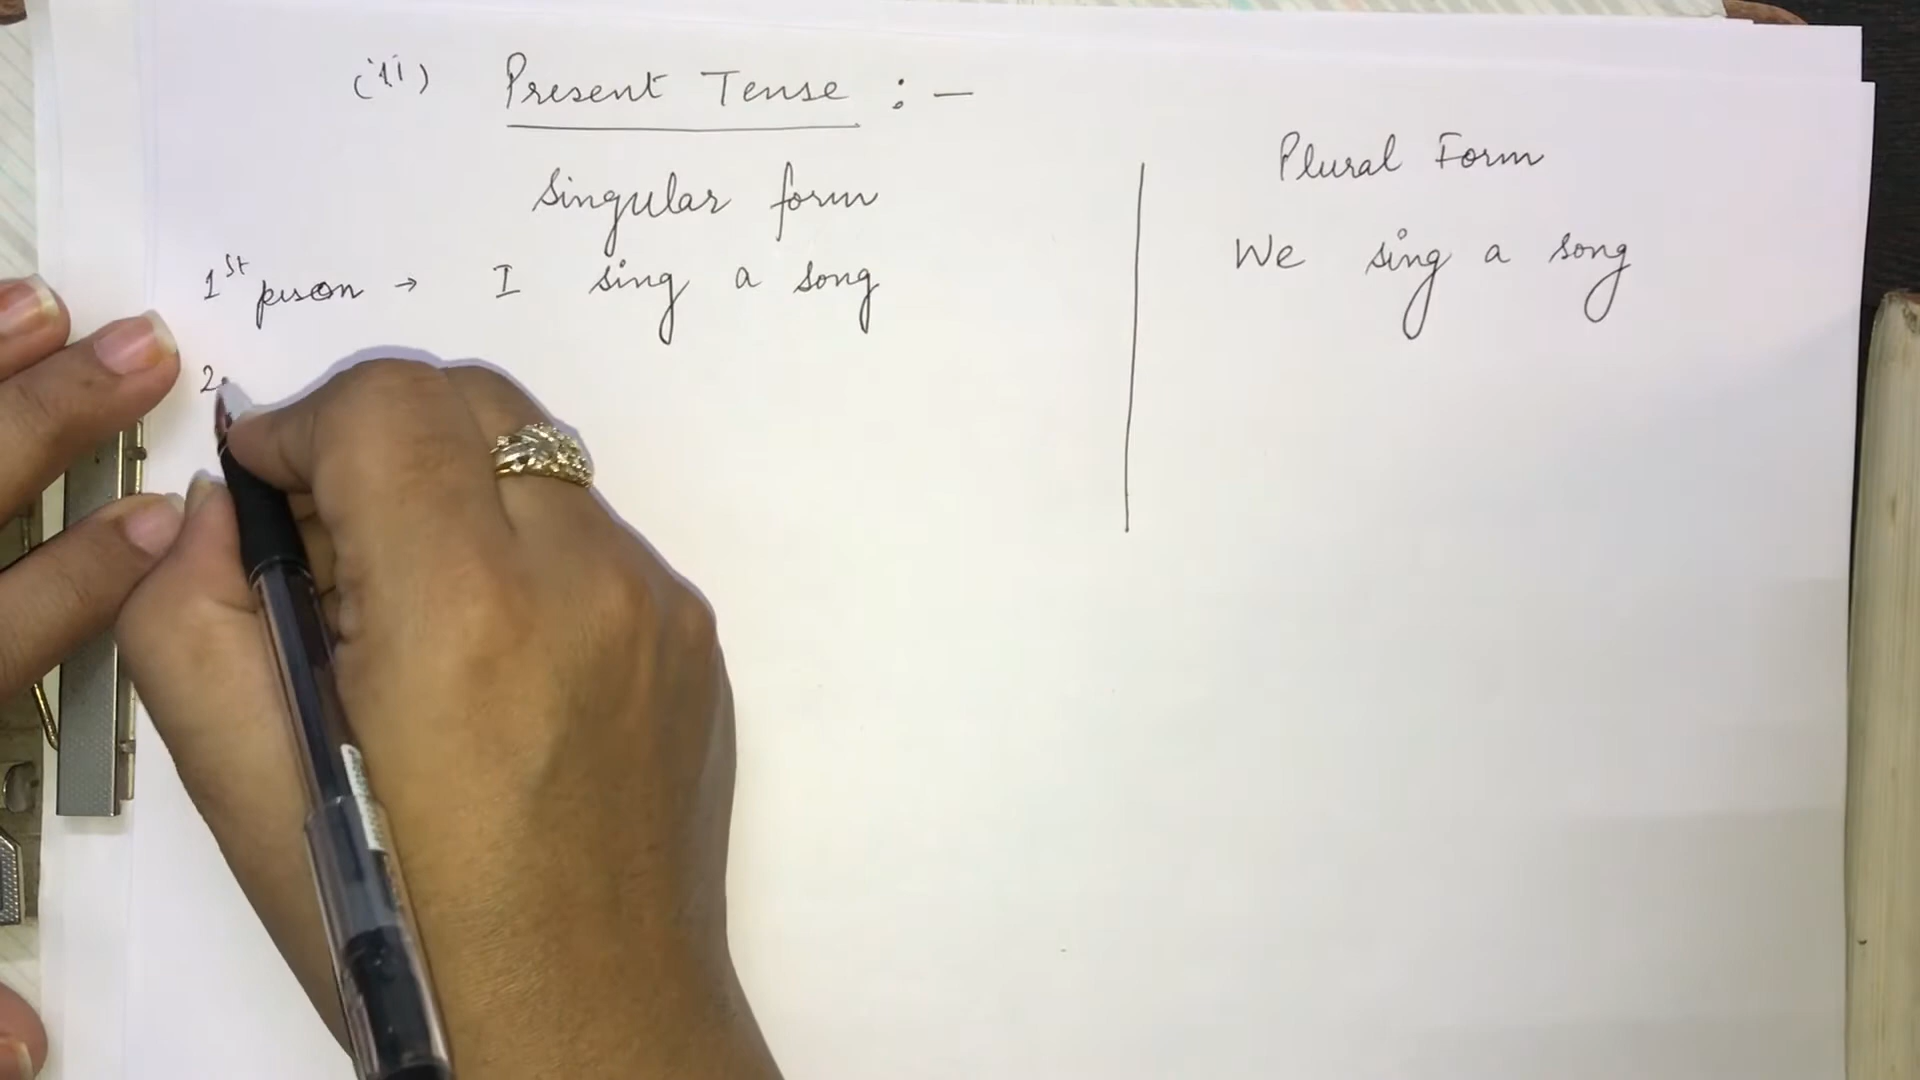 (ii) Present Tense : —
Singular form
Plural Form
1st person → I sing a song
We sing a song
2